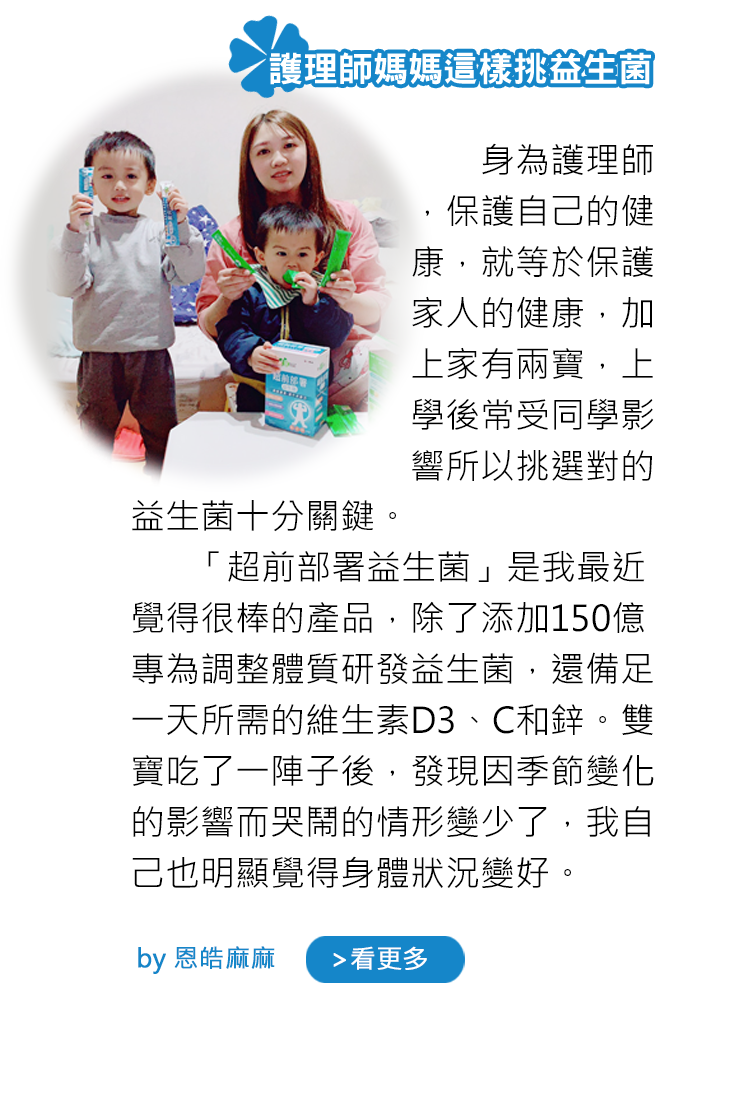 護理師媽媽這樣挑益生菌
身為護理師
，保護自己的健
康，就等於保護
家人的健康，加
上家有兩寶，上
學後常受同學影
響所以挑選對的
益生菌十分關鍵。
「超前部署益生菌」是我最近
覺得很棒的產品，除了添加150億
專為調整體質研發益生菌，還備足
一天所需的維生素D3、C和鋅。雙
寶吃了一陣子後，發現因季節變化
的影響而哭鬧的情形變少了，我自
己也明顯覺得身體狀況變好。
by 恩皓麻麻
>看更多
超前部署